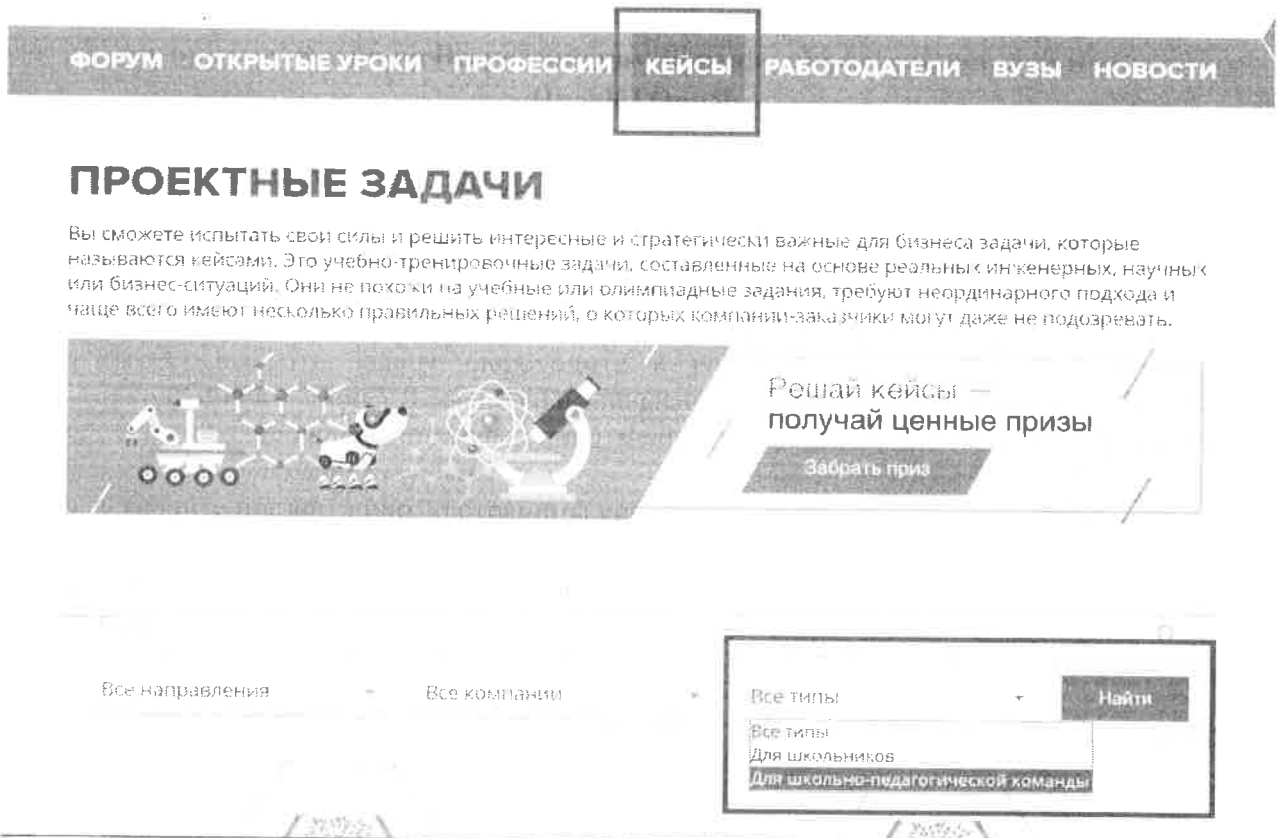 ФОРУМ ОТКРЫТЫЕ УРОКИ ПРОФЕССИИ КЕЙСЫ РАБОТОДАТЕЛИ ВУЗЫ НОВОСТИ
ПРОЕКТНЫЕ ЗАДАЧИ
Вы сможете испытать свои силы и решить интересные и стратегически важные для бизнеса задачи, которые
называются кейсами. Это учебно-тренировочные задачи, составленные на основе реальных инженерных, научных
или бизнес-ситуаций. Они не похожи на учебные или олимпиадные задания, требуют неординарного подхода и
чаще всего имеют несколько правильных решений, о которых компании-заказчики могут даже не подозревать.
Решай кейсы —
получай ценные призы
Забрать приз
Все направления Все компании Все типы Найти
Все типы
Для школьников
Для школьно-педагогической команды